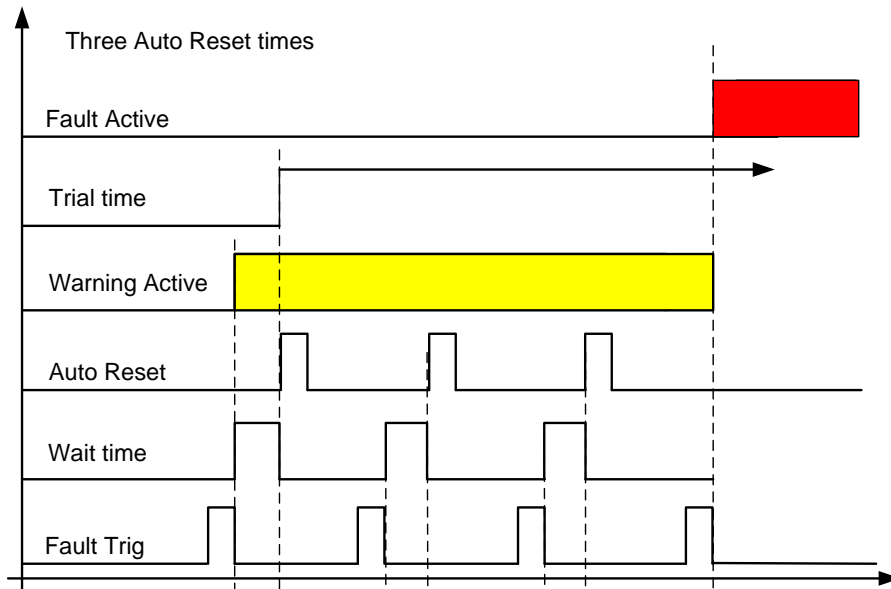 Three Auto Reset times
Fault Active
Trial time
Warning Active
Auto Reset
Wait time
Fault Trig